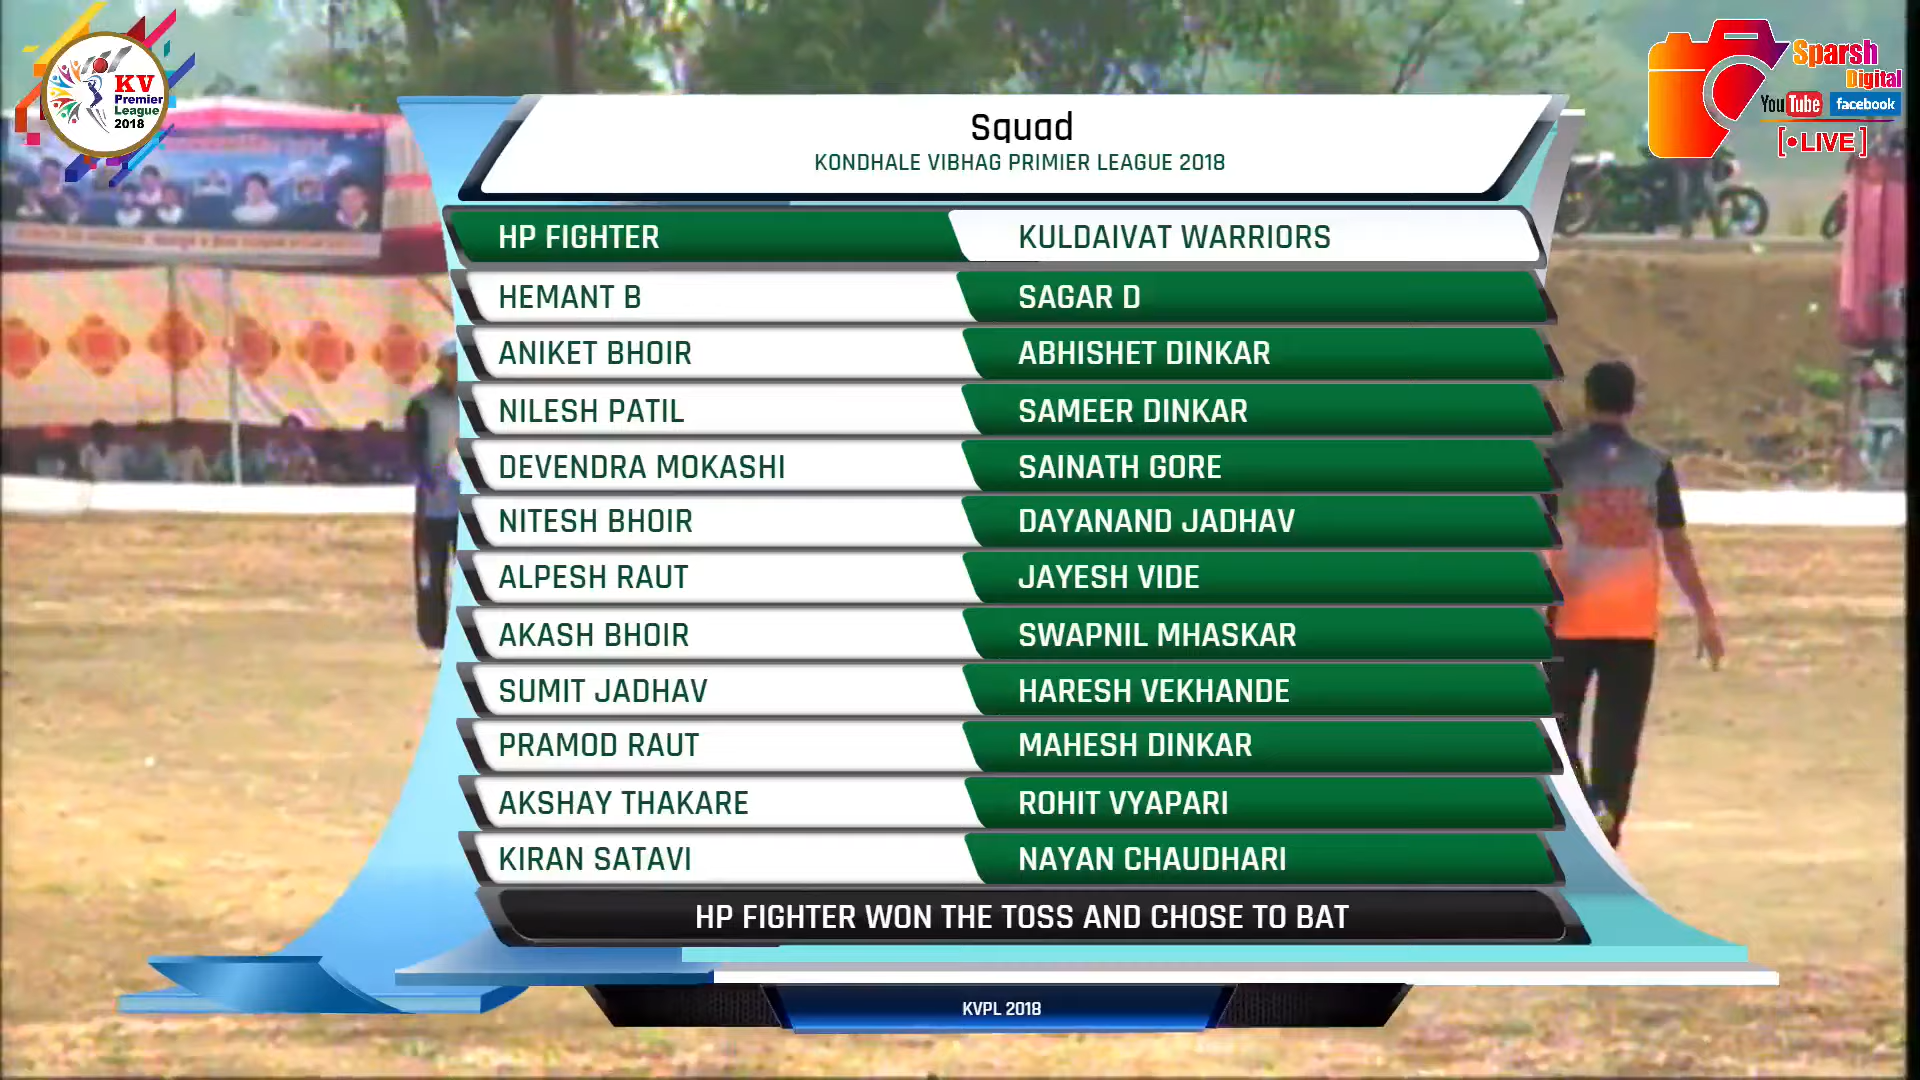 KV
Premier
League
2018
Sparsh
Digital
YouTube facebook
[•LIVE]
Squad
KONDHALE VIBHAG PRIMIER LEAGUE 2018
HP FIGHTER KULDAIVAT WARRIORS
HEMANT B SAGAR D
ANIKET BHOIR ABHISHET DINKAR
NILESH PATIL SAMEER DINKAR
DEVENDRA MOKASHI SAINATH GORE
NITESH BHOIR DAYANAND JADHAV
ALPESH RAUT JAYESH VIDE
AKASH BHOIR SWAPNIL MHASKAR
SUMIT JADHAV HARESH VEKHANDE
PRAMOD RAUT MAHESH DINKAR
AKSHAY THAKARE ROHIT VYAPARI
KIRAN SATAVI NAYAN CHAUDHARI
HP FIGHTER WON THE TOSS AND CHOSE TO BAT
KVPL 2018